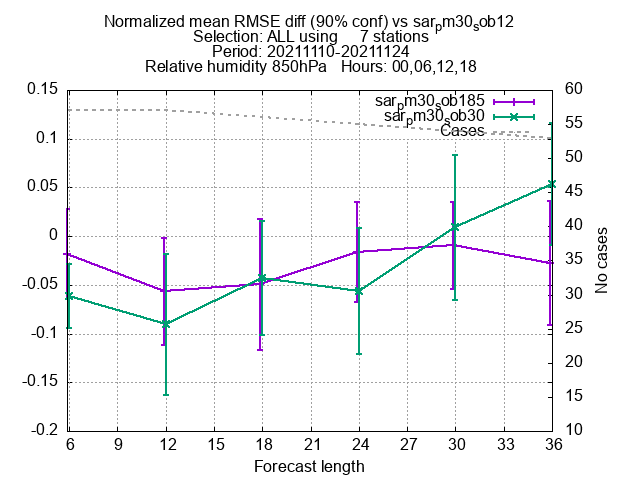 Normalized mean RMSE diff (90% conf) vs sarpm30sob12
Selection: ALL using 7 stations
Period: 20211110-20211124
Relative humidity 850hPa Hours: 00,06,12,18
0.15
0.1
0.05
0
-0.05
-0.1
-0.15
-0.2
60
55
50
45
40
35
30
25
20
15
10
sarpm30sob185
sarpm30sob30
Cases
No cases
6 9 12 15 18 21 24 27 30 33 36
Forecast length